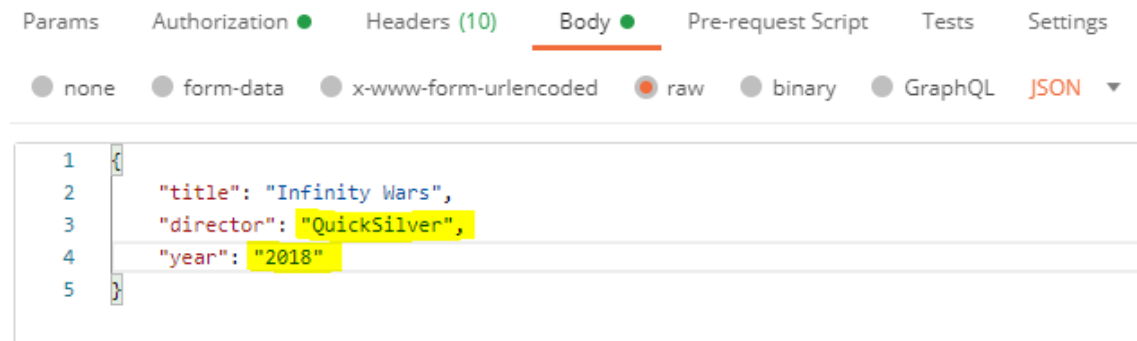 Params Authorization Headers (10) Body Pre-request Script Tests Settings
none form-data x-www-form-urlencoded raw binary GraphQL JSON
1 {
2 "title": "Infinity Wars",
3 "director": "QuickSilver",
4 "year": "2018"
5 }